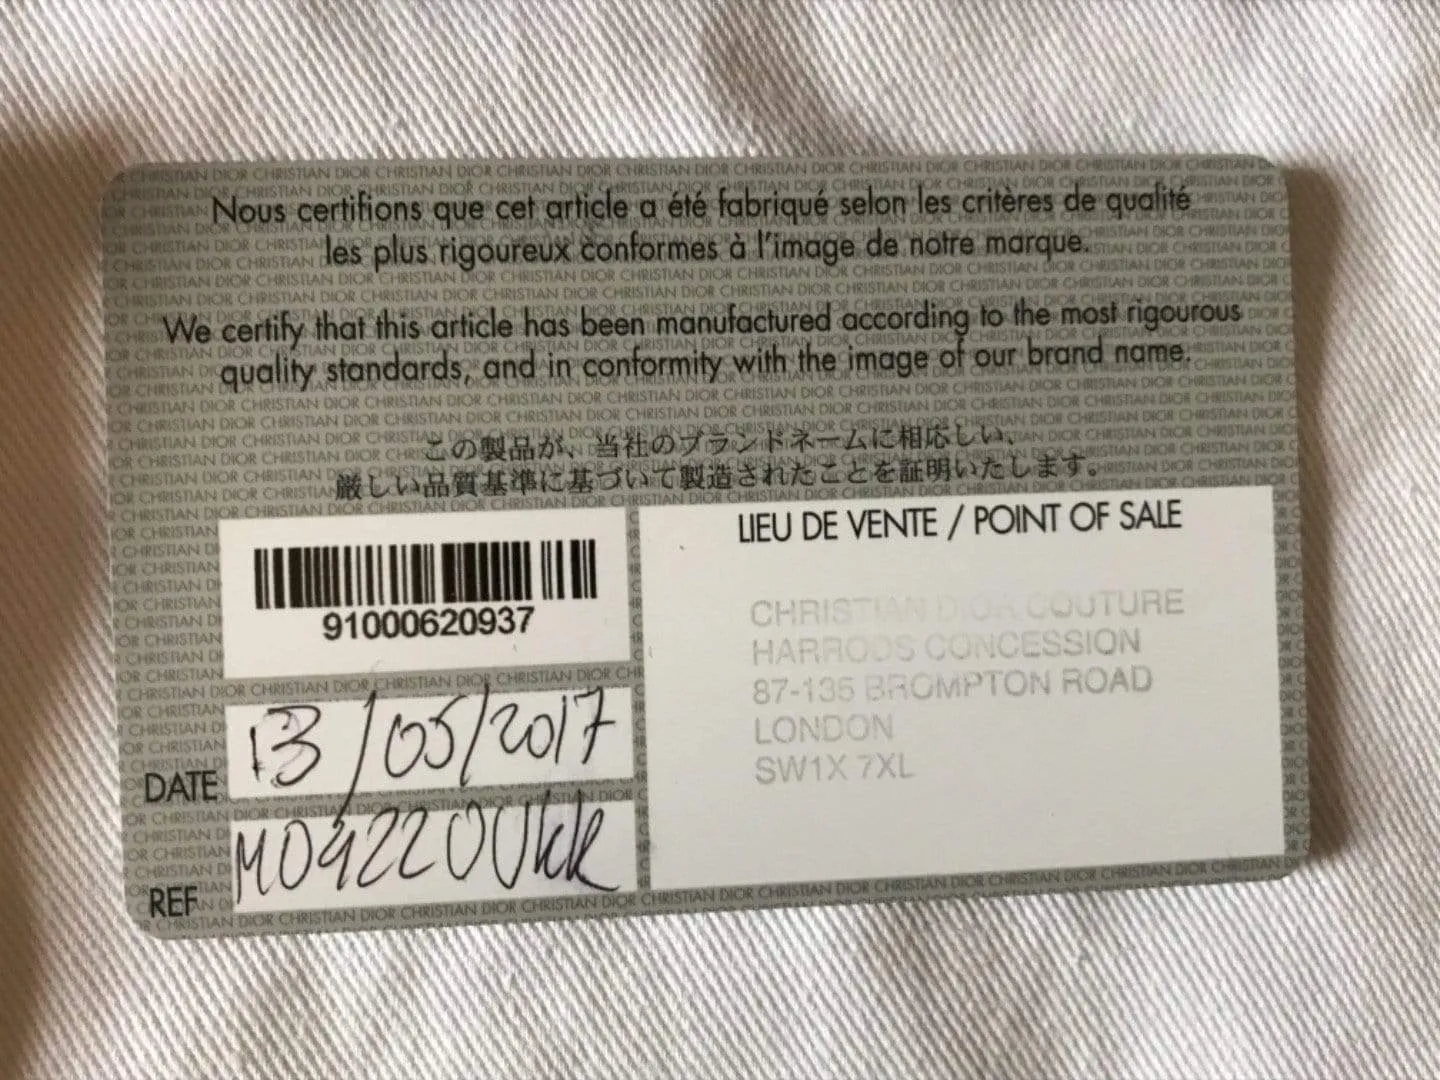 Nous certifions que cet article a été fabriqué selon les critères de qualité
les plus rigoureux conformes à l'image de notre marque.
We certify that this article has been manufactured according to the most rigourous
quality standards, and in conformity with the image of our brand name.
この製品が、当社のブランドネームに相応しい、
厳しい品質基準に基づいて製造されたことを証明いたします。
91000620937
DATE 13/05/2017
REF M0422OUkR
LIEU DE VENTE / POINT OF SALE
CHRISTIAN DIOR COUTURE
HARRODS CONCESSION
87-135 BROMPTON ROAD
LONDON
SW1X 7XL